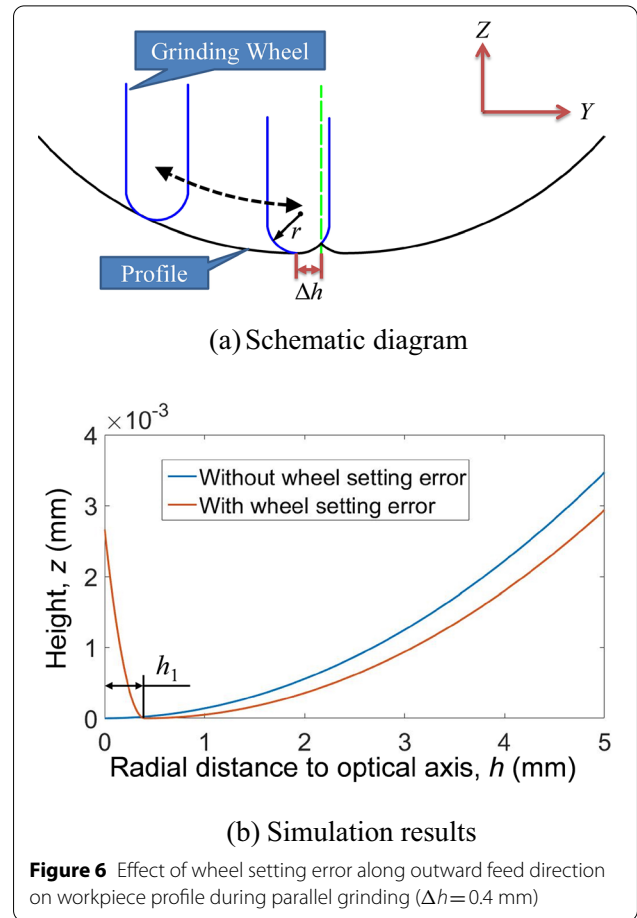 Grinding Wheel
Z
Y
r
Profile
Δh
(a) Schematic diagram
×10⁻³
4
Without wheel setting error
With wheel setting error
3
Height, z (mm)
2
1
h₁
0
0 1 2 3 4 5
Radial distance to optical axis, h (mm)
(b) Simulation results
Figure 6 Effect of wheel setting error along outward feed direction
on workpiece profile during parallel grinding (Δh=0.4 mm)